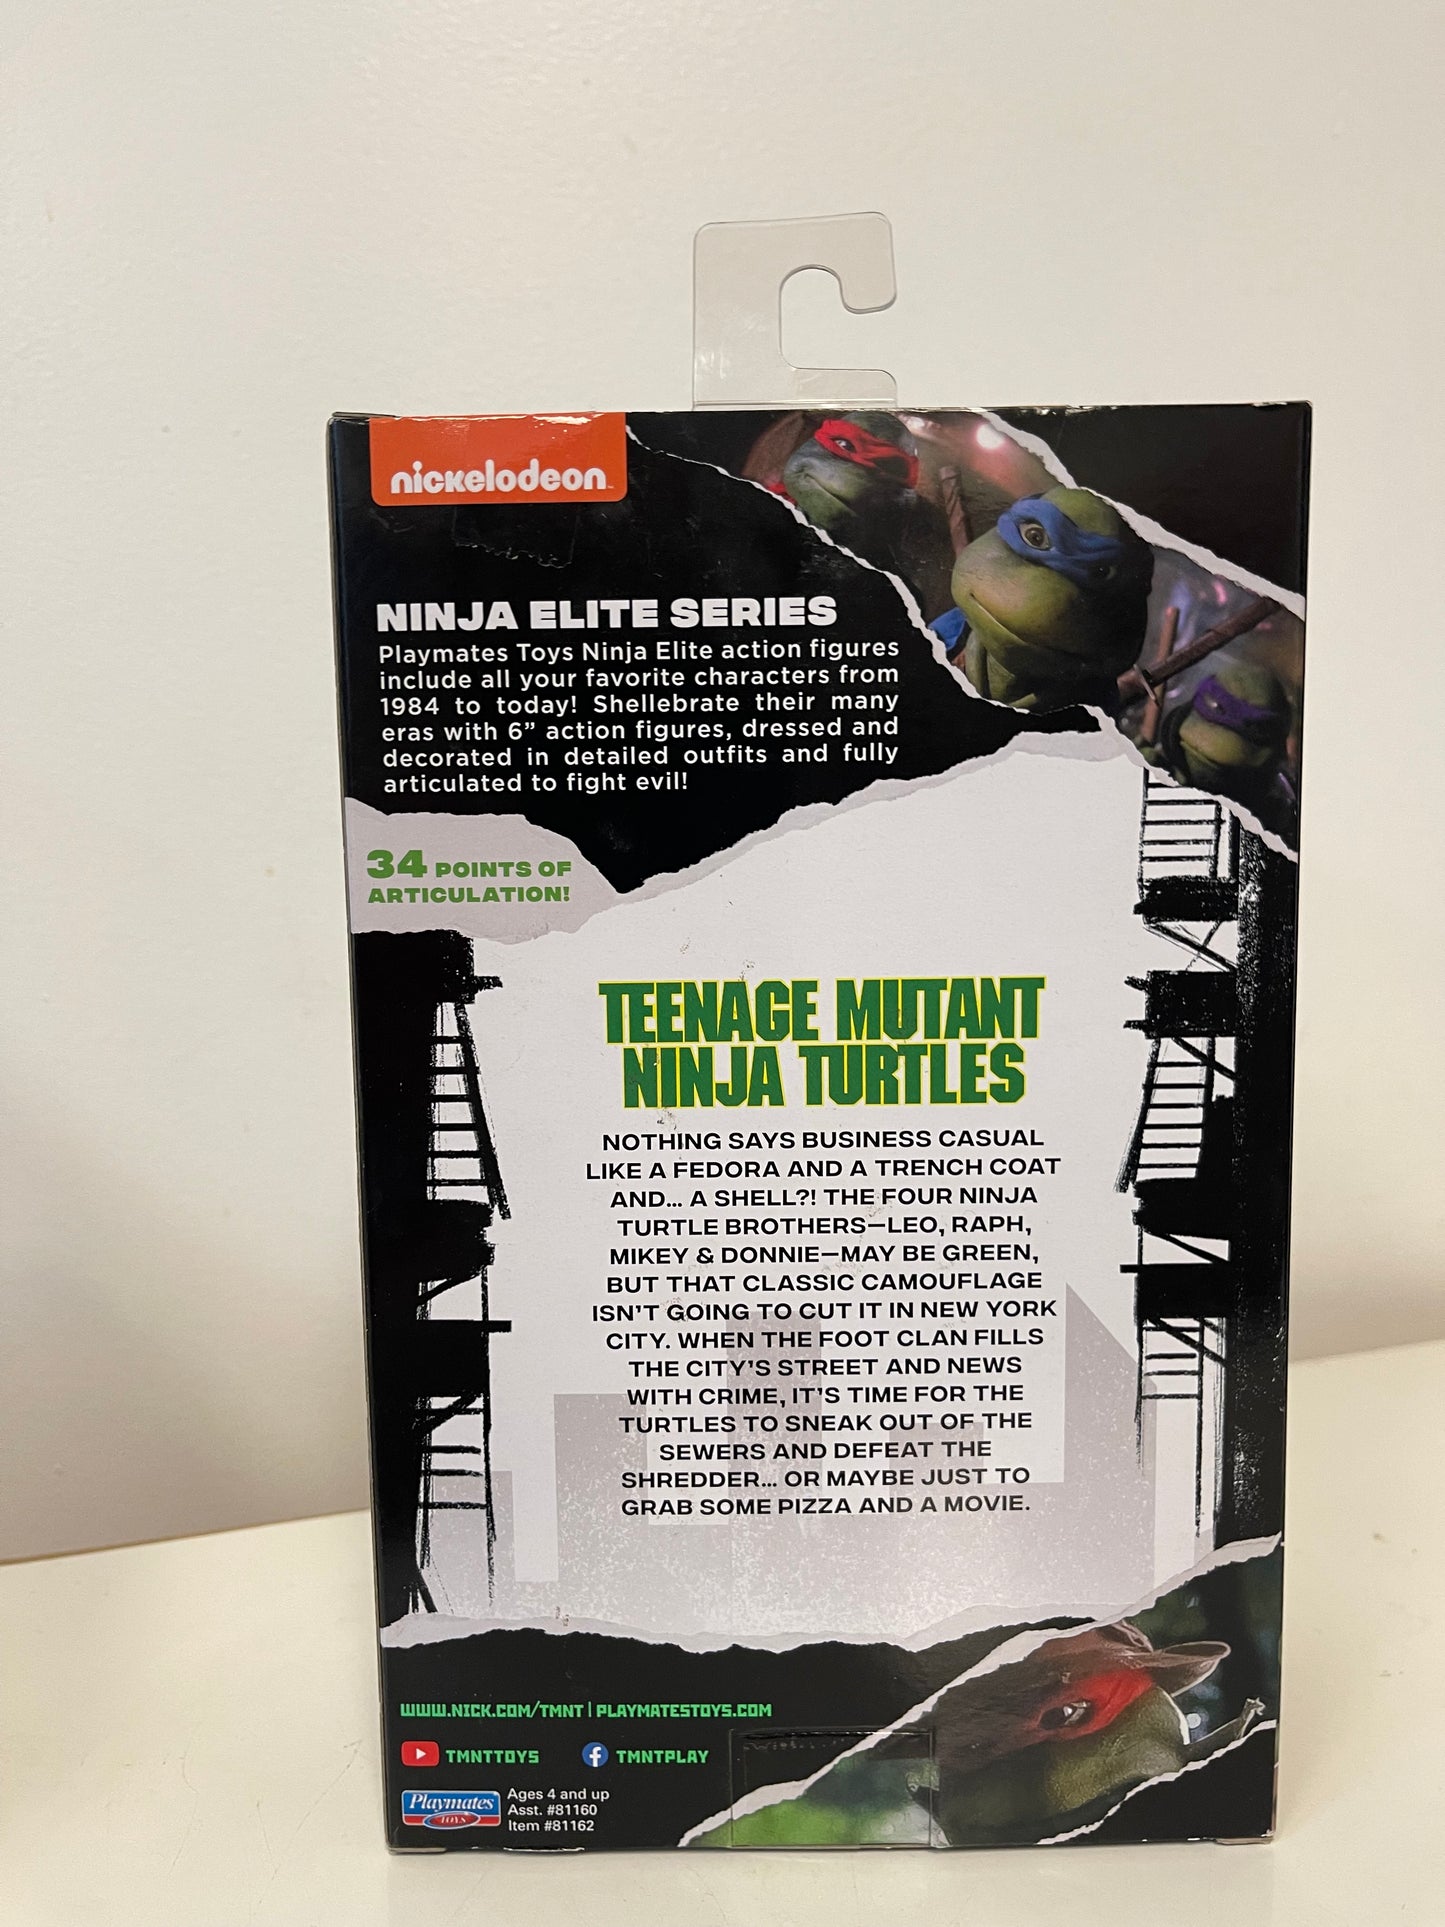 nickelodeon
NINJA ELITE SERIES
Playmates Toys Ninja Elite action figures
include all your favorite characters from
1984 to today! Shellebrate their many
eras with 6” action figures, dressed and
decorated in detailed outfits and fully
articulated to fight evil!
34 POINTS OF
ARTICULATION!
TEENAGE MUTANT
NINJA TURTLES
NOTHING SAYS BUSINESS CASUAL
LIKE A FEDORA AND A TRENCH COAT
AND... A SHELL?! THE FOUR NINJA
TURTLE BROTHERS—LEO, RAPH,
MIKEY & DONNIE—MAY BE GREEN,
BUT THAT CLASSIC CAMOUFLAGE
ISN'T GOING TO CUT IT IN NEW YORK
CITY. WHEN THE FOOT CLAN FILLS
THE CITY'S STREET AND NEWS
WITH CRIME, IT'S TIME FOR THE
TURTLES TO SNEAK OUT OF THE
SEWERS AND DEFEAT THE
SHREDDER... OR MAYBE JUST TO
GRAB SOME PIZZA AND A MOVIE.
WWW.NICK.COM/TMNT | PLAYMATESTOYS.COM
TMNTTOYS TMNTPLAY
Playmates TOYS
Ages 4 and up
Asst. #81160
Item #81162